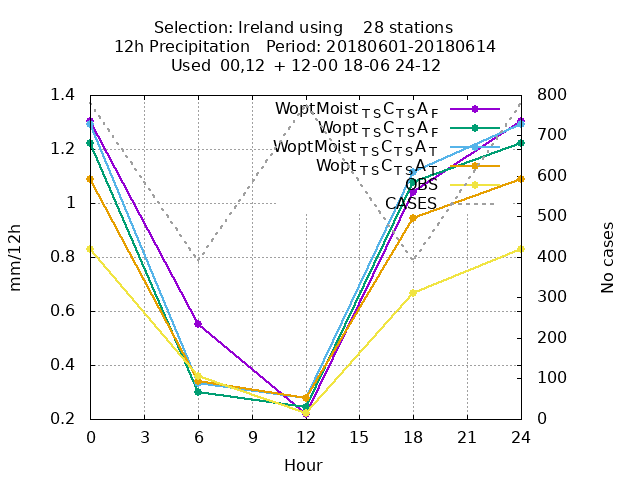 Selection: Ireland using    28 stations
12h Precipitation   Period: 20180601-20180614
Used  00,12  + 12-00 18-06 24-12
1.4
1.2
1
0.8
0.6
0.4
0.2
mm/12h
800
700
600
500
400
300
200
100
0
No cases
WoptMoist TS C TS A F
Wopt TS C TS A F
WoptMoist TS C TS A T
Wopt TS C TS A T
OBS
CASES
0 3 6 9 12 15 18 21 24
Hour